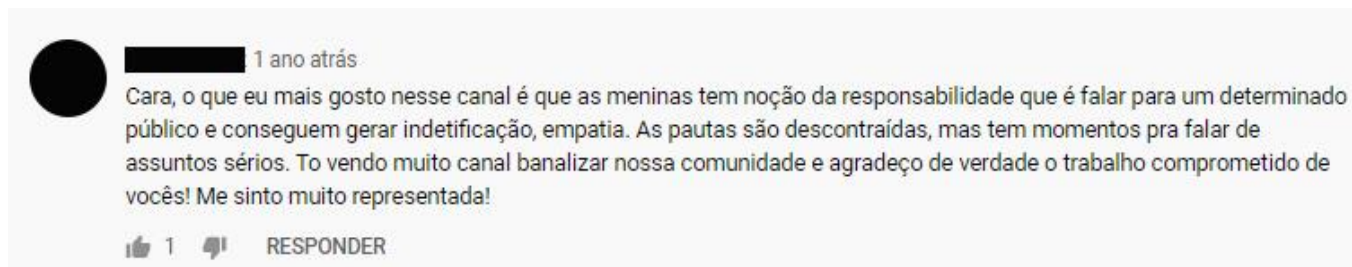 1 ano atrás
Cara, o que eu mais gosto nesse canal é que as meninas tem noção da responsabilidade que é falar para um determinado
público e conseguem gerar indetificação, empatia. As pautas são descontraídas, mas tem momentos pra falar de
assuntos sérios. To vendo muito canal banalizar nossa comunidade e agradeço de verdade o trabalho comprometido de
vocês! Me sinto muito representada!
1 RESPONDER